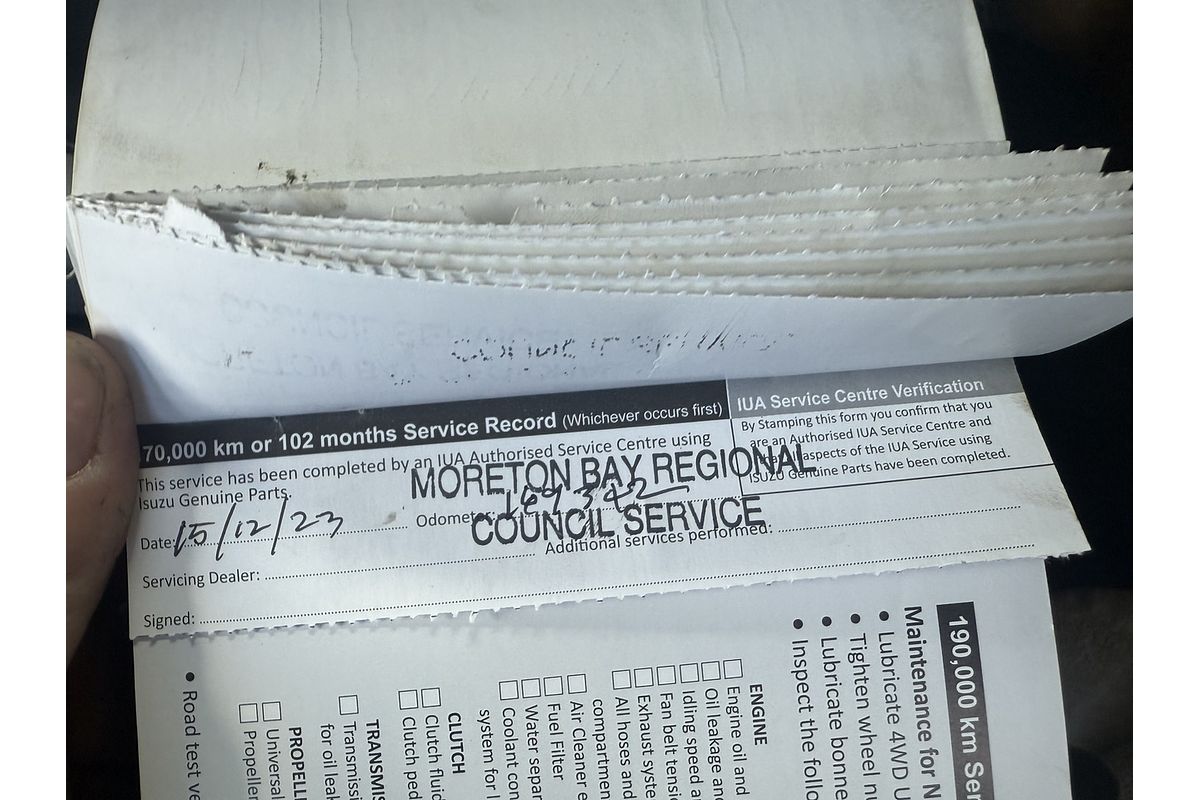 70,000 km or 102 months Service Record (Whichever occurs first)
IUA Service Centre Verification
This service has been completed by an IUA Authorised Service Centre using
Isuzu Genuine Parts.
By Stamping this form you confirm that you
are an Authorised IUA Service Centre and
aspects of the IUA Service using
ISUZU Genuine Parts have been completed.
MORETON BAY REGIONAL
COUNCIL SERVICE
Date: 15/12/23
Odometer: 169392
Servicing Dealer:
Additional services performed:
Signed:
190,000 km Ser
Maintenance for N
• Lubricate 4WD U
• Tighten wheel nu
• Lubricate bonne
• Inspect the follo
ENGINE
Engine oil and
Oil leakage and
Idling speed a
Fan belt tensi
Exhaust syste
All hoses and
compartmen
Air Cleaner e
Fuel Filter
Water separ
Coolant con
system for l
CLUTCH
Clutch fluid
Clutch ped
TRANSMIS
Transmissi
for oil leak
PROPELL
Universal
Propeller
• Road test ve